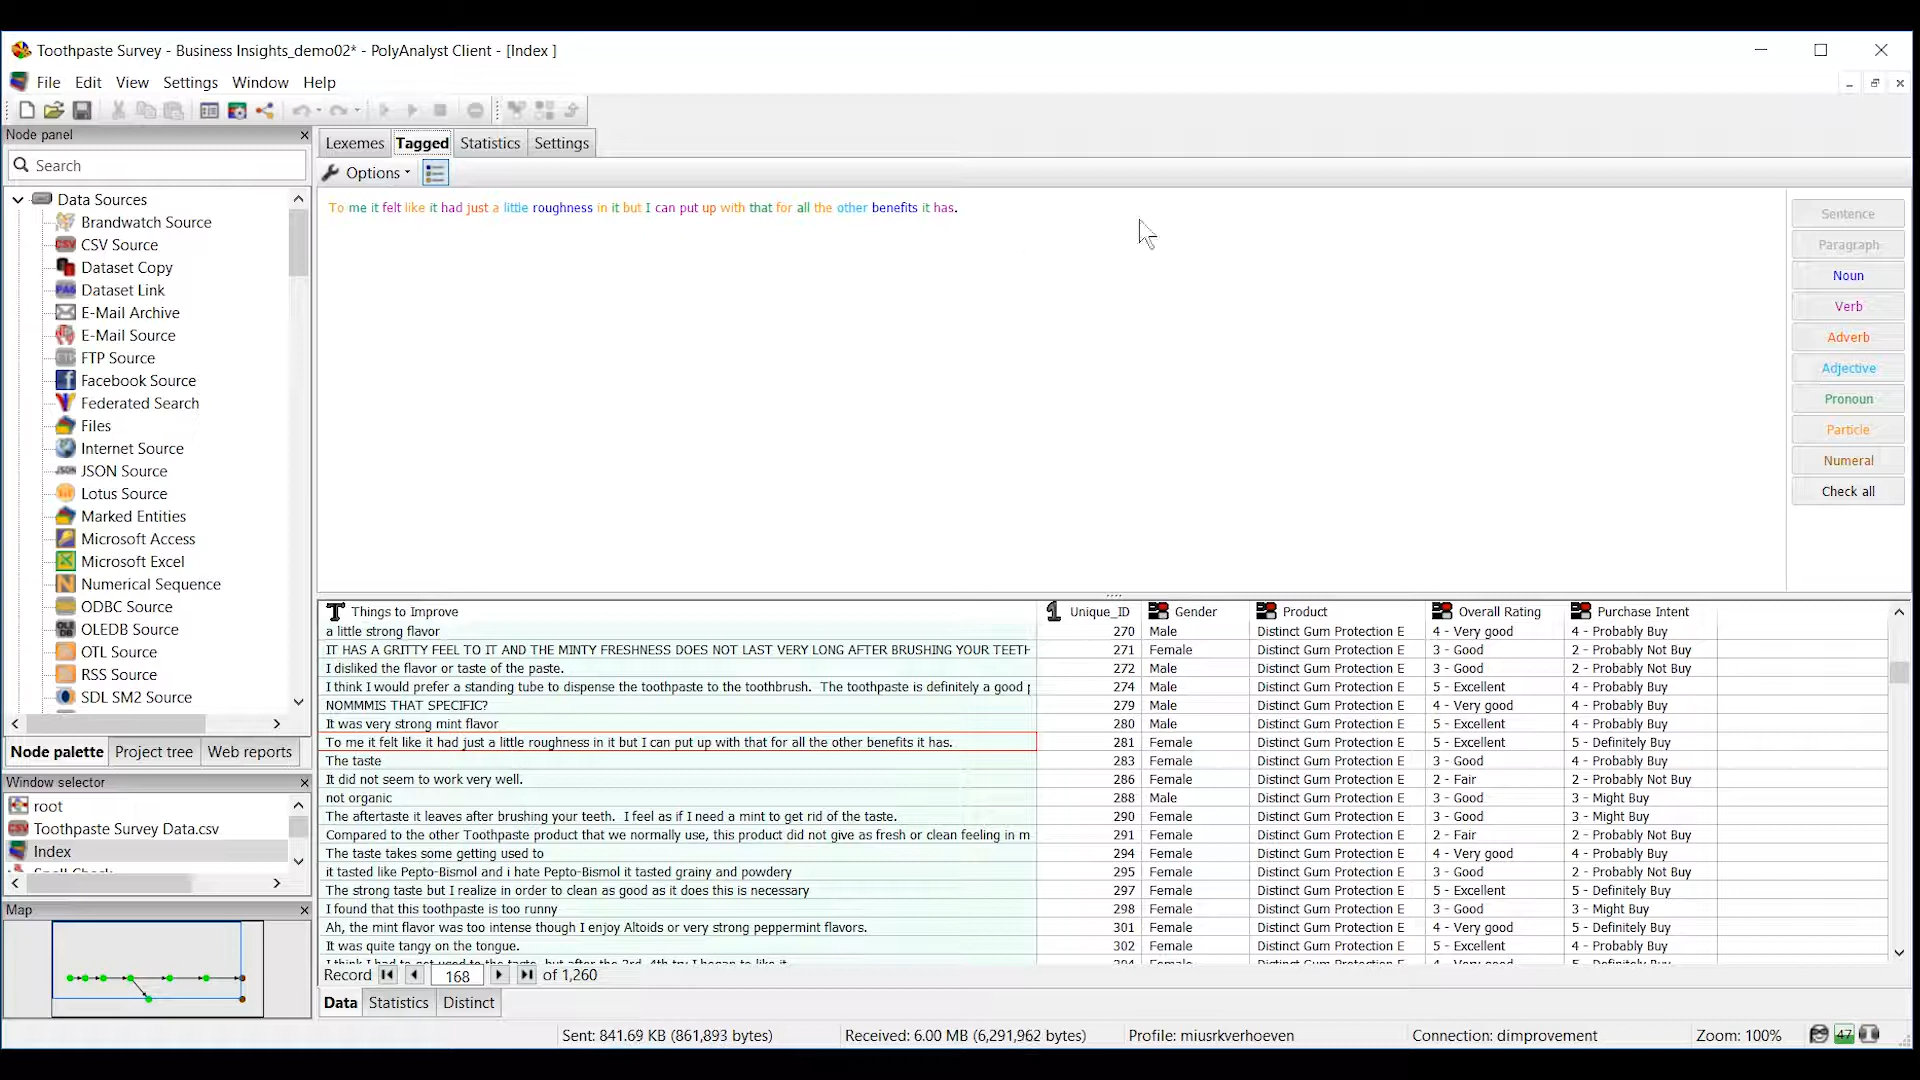 Toothpaste Survey - Business Insights_demo02* - PolyAnalyst Client - [Index ]
File Edit View Settings Window Help
Node panel
Search
Data Sources
Brandwatch Source
CSV Source
Dataset Copy
Dataset Link
E-Mail Archive
E-Mail Source
FTP Source
Facebook Source
Federated Search
Files
Internet Source
JSON Source
Lotus Source
Marked Entities
Microsoft Access
Microsoft Excel
Numerical Sequence
ODBC Source
OLEDB Source
OTL Source
RSS Source
SDL SM2 Source
Node palette Project tree Web reports
Window selector
root
Toothpaste Survey Data.csv
Index
Spell Check
Map
Lexemes Tagged Statistics Settings
Options
To me it felt like it had just a little roughness in it but I can put up with that for all the other benefits it has.
Sentence
Paragraph
Noun
Verb
Adverb
Adjective
Pronoun
Particle
Numeral
Check all
Things to Improve Unique_ID Gender Product Overall Rating Purchase Intent
a little strong flavor 270 Male Distinct Gum Protection E 4 - Very good 4 - Probably Buy
IT HAS A GRITTY FEEL TO IT AND THE MINTY FRESHNESS DOES NOT LAST VERY LONG AFTER BRUSHING YOUR TEETH 271 Female Distinct Gum Protection E 3 - Good 2 - Probably Not Buy
I disliked the flavor or taste of the paste. 272 Male Distinct Gum Protection E 3 - Good 2 - Probably Not Buy
I think I would prefer a standing tube to dispense the toothpaste to the toothbrush. The toothpaste is definitely a good 274 Male Distinct Gum Protection E 5 - Excellent 4 - Probably Buy
NOMMMIS THAT SPECIFIC? 279 Male Distinct Gum Protection E 4 - Very good 4 - Probably Buy
It was very strong mint flavor 280 Male Distinct Gum Protection E 5 - Excellent 4 - Probably Buy
To me it felt like it had just a little roughness in it but I can put up with that for all the other benefits it has. 281 Female Distinct Gum Protection E 5 - Excellent 5 - Definitely Buy
The taste 283 Female Distinct Gum Protection E 3 - Good 4 - Probably Buy
It did not seem to work very well. 286 Female Distinct Gum Protection E 2 - Fair 2 - Probably Not Buy
not organic 288 Male Distinct Gum Protection E 3 - Good 3 - Might Buy
The aftertaste it leaves after brushing your teeth. I feel as if I need a mint to get rid of the taste. 290 Female Distinct Gum Protection E 3 - Good 3 - Might Buy
Compared to the other Toothpaste product that we normally use, this product did not give as fresh or clean feeling in m 291 Female Distinct Gum Protection E 2 - Fair 2 - Probably Not Buy
The taste takes some getting used to 294 Female Distinct Gum Protection E 4 - Very good 4 - Probably Buy
it tasted like Pepto-Bismol and i hate Pepto-Bismol it tasted grainy and powdery 295 Female Distinct Gum Protection E 3 - Good 2 - Probably Not Buy
The strong taste but I realize in order to clean as good as it does this is necessary 297 Female Distinct Gum Protection E 5 - Excellent 5 - Definitely Buy
I found that this toothpaste is too runny 298 Female Distinct Gum Protection E 3 - Good 3 - Might Buy
Ah, the mint flavor was too intense though I enjoy Altoids or very strong peppermint flavors. 301 Female Distinct Gum Protection E 4 - Very good 5 - Definitely Buy
It was quite tangy on the tongue. 302 Female Distinct Gum Protection E 5 - Excellent 4 - Probably Buy
Record 168 of 1,260
Data Statistics Distinct
Sent: 841.69 KB (861,893 bytes) Received: 6.00 MB (6,291,962 bytes) Profile: miusrkverhoeven Connection: dimprovement Zoom: 100% 47